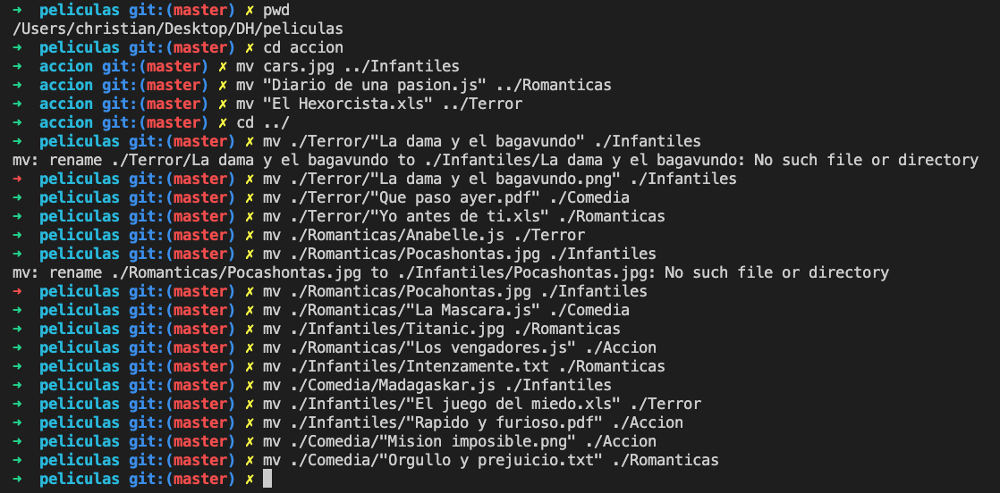 ➜  peliculas git:(master) ✗ pwd
/Users/christian/Desktop/DH/peliculas
➜  peliculas git:(master) ✗ cd accion
➜  accion git:(master) ✗ mv cars.jpg ../Infantiles
➜  accion git:(master) ✗ mv "Diario de una pasion.js" ../Romanticas
➜  accion git:(master) ✗ mv "El Hexorcista.xls" ../Terror
➜  accion git:(master) ✗ cd ../
➜  peliculas git:(master) ✗ mv ./Terror/"La dama y el bagavundo" ./Infantiles
mv: rename ./Terror/La dama y el bagavundo to ./Infantiles/La dama y el bagavundo: No such file or directory
➜  peliculas git:(master) ✗ mv ./Terror/"La dama y el bagavundo.png" ./Infantiles
➜  peliculas git:(master) ✗ mv ./Terror/"Que paso ayer.pdf" ./Comedia
➜  peliculas git:(master) ✗ mv ./Terror/"Yo antes de ti.xls" ./Romanticas
➜  peliculas git:(master) ✗ mv ./Romanticas/Anabelle.js ./Terror
➜  peliculas git:(master) ✗ mv ./Romanticas/Pocashontas.jpg ./Infantiles
mv: rename ./Romanticas/Pocashontas.jpg to ./Infantiles/Pocashontas.jpg: No such file or directory
➜  peliculas git:(master) ✗ mv ./Romanticas/Pocahontas.jpg ./Infantiles
➜  peliculas git:(master) ✗ mv ./Romanticas/"La Mascara.js" ./Comedia
➜  peliculas git:(master) ✗ mv ./Infantiles/Titanic.jpg ./Romanticas
➜  peliculas git:(master) ✗ mv ./Romanticas/"Los vengadores.js" ./Accion
➜  peliculas git:(master) ✗ mv ./Infantiles/Intenzamente.txt ./Romanticas
➜  peliculas git:(master) ✗ mv ./Comedia/Madagaskar.js ./Infantiles
➜  peliculas git:(master) ✗ mv ./Infantiles/"El juego del miedo.xls" ./Terror
➜  peliculas git:(master) ✗ mv ./Infantiles/"Rapido y furioso.pdf" ./Accion
➜  peliculas git:(master) ✗ mv ./Comedia/"Mision imposible.png" ./Accion
➜  peliculas git:(master) ✗ mv ./Comedia/"Orgullo y prejuicio.txt" ./Romanticas
➜  peliculas git:(master) ✗